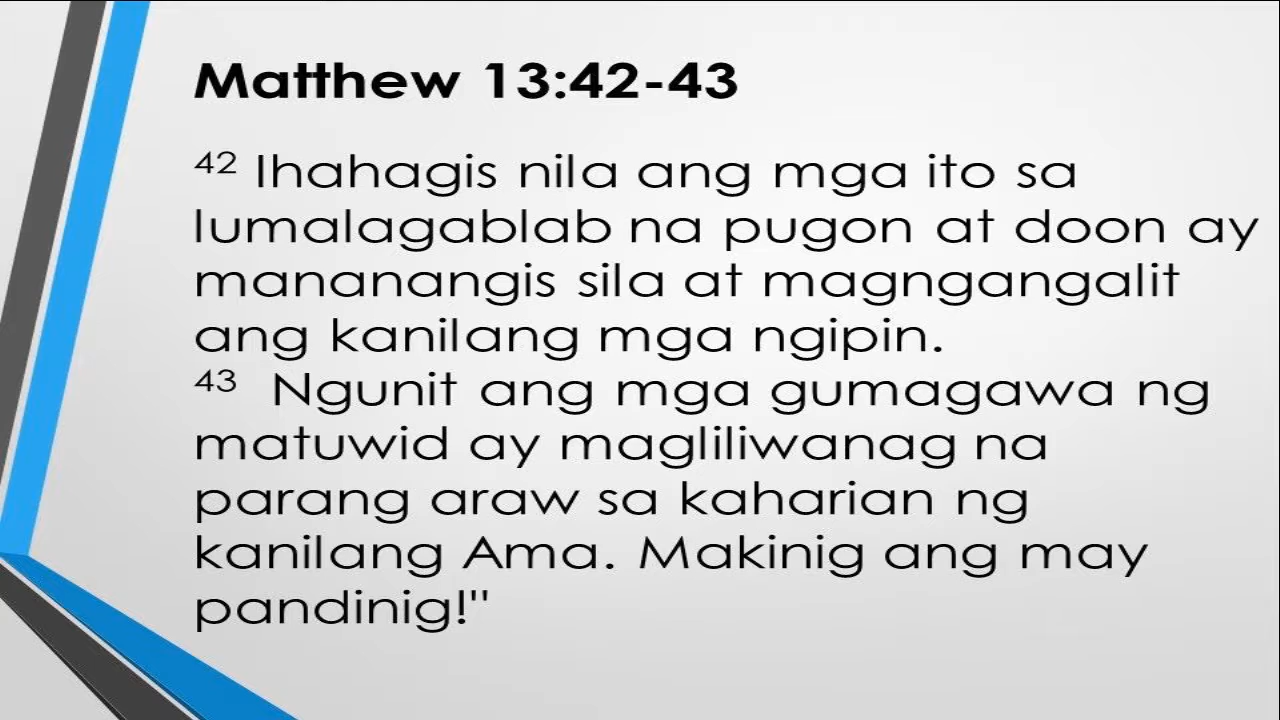 Matthew 13:42-43
42 Ihahagis nila ang mga ito sa
lumalagablab na pugon at doon ay
mananangis sila at magngangalit
ang kanilang mga ngipin.
43 Ngunit ang mga gumagawa ng
matuwid ay magliliwanag na
parang araw sa kaharian ng
kanilang Ama. Makinig ang may
pandinig!"